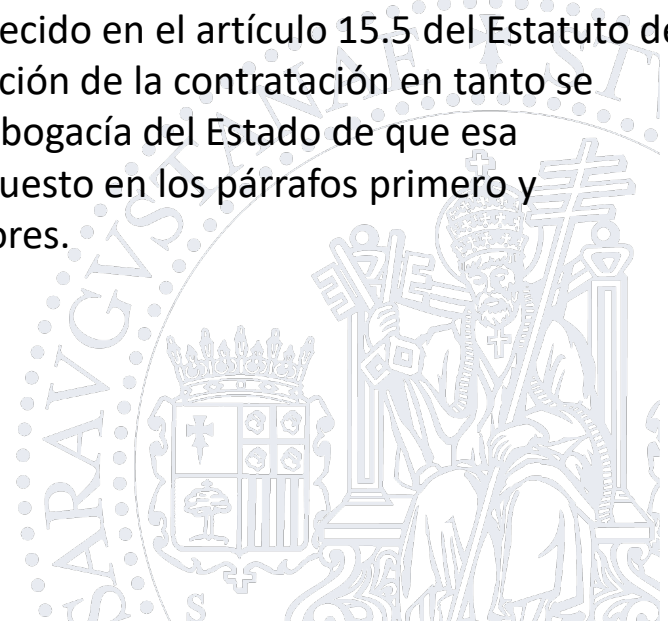 ecido en el artículo 15.5 del Estatuto de
ción de la contratación en tanto se
bogacía del Estado de que esa
uesto en los párrafos primero y
ores.
SARAVGVSTANAE
S